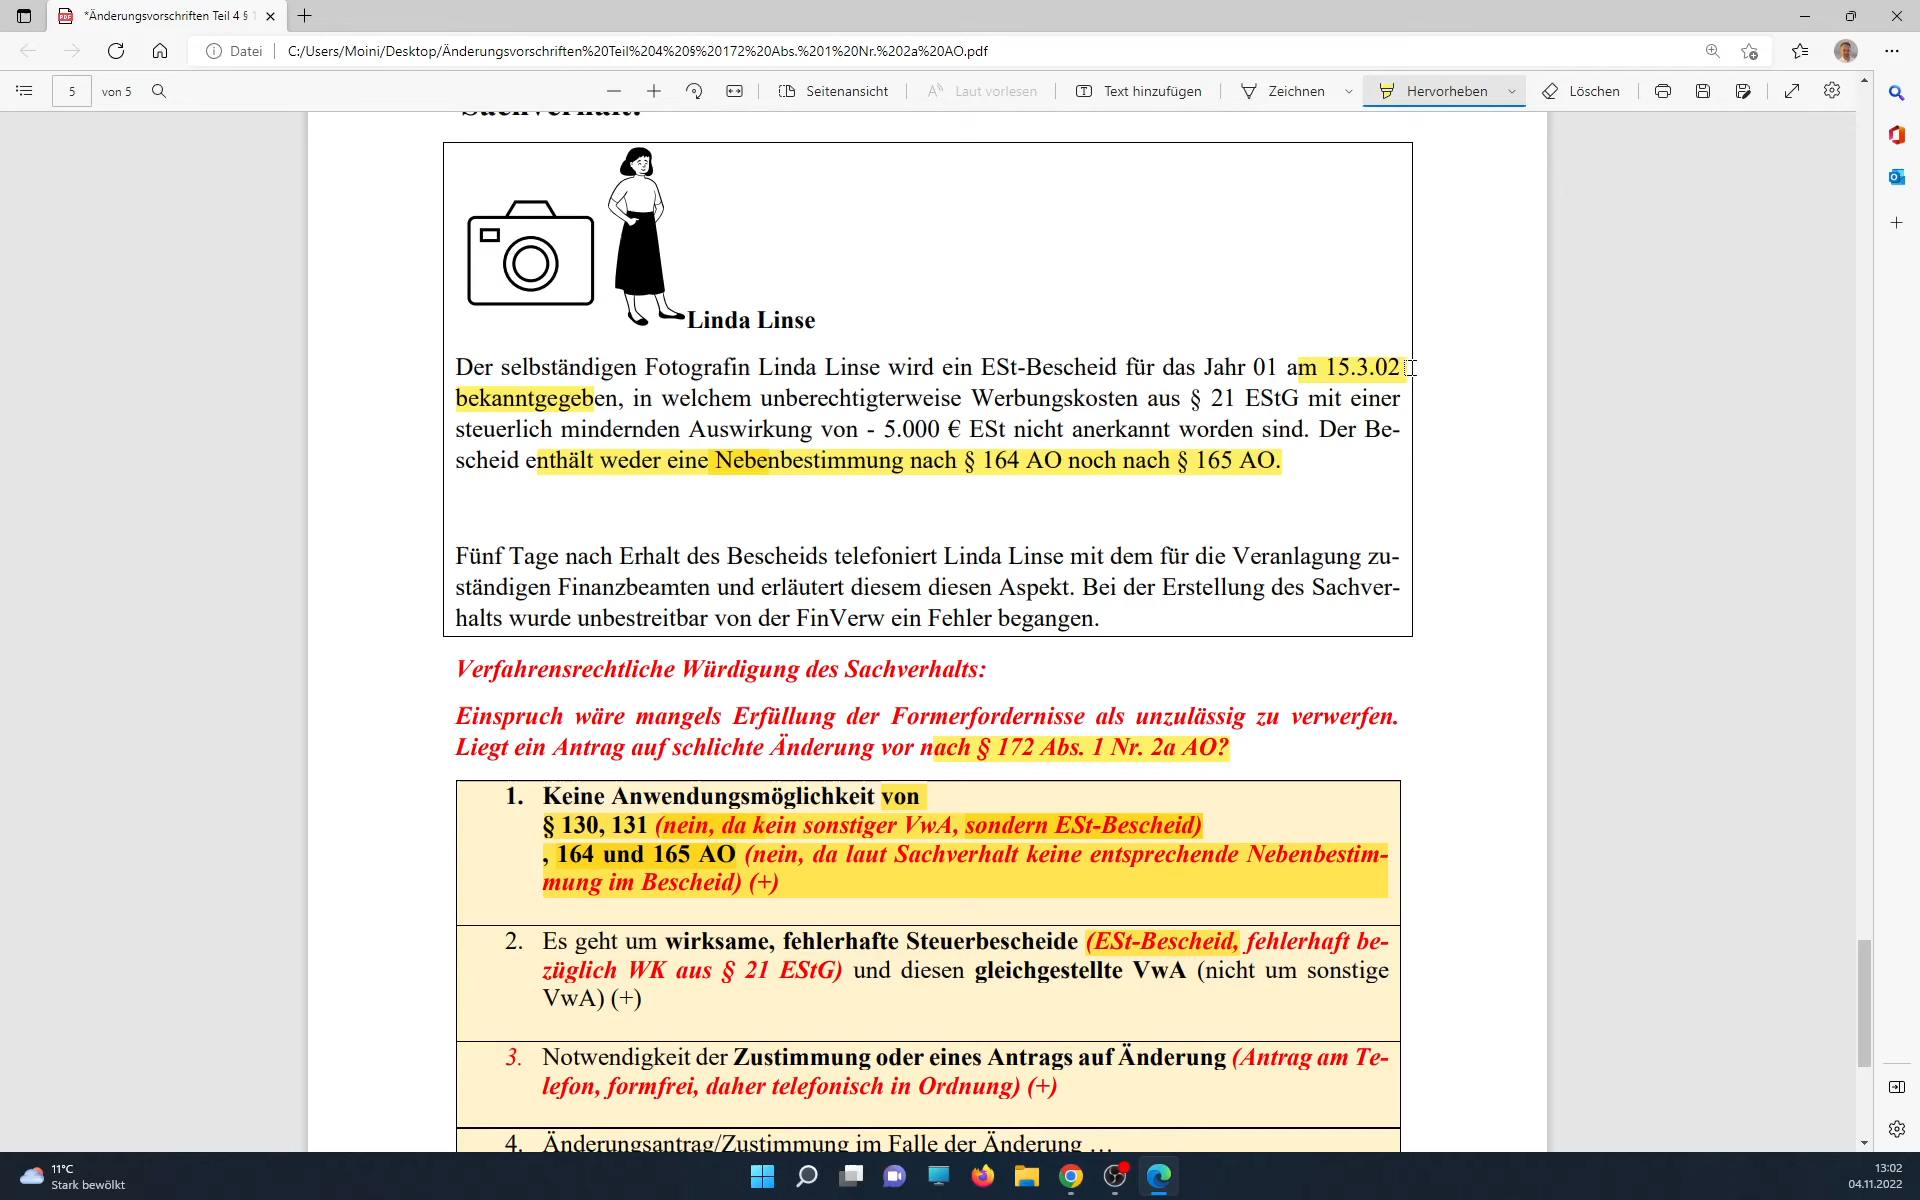 *Änderungsvorschriften Teil 4 § 1
Datei
C:/Users/Moini/Desktop/Änderungsvorschriften%20Teil%204%20§%20172%20Abs.%201%20Nr.%202a%20AO.pdf
5 von 5
Seitenansicht
Laut vorlesen
Text hinzufügen
Zeichnen
Hervorheben
Löschen
Sachverhalt:
Linda Linse
Der selbständigen Fotografin Linda Linse wird ein ESt-Bescheid für das Jahr 01 am 15.3.02
bekanntgegeben, in welchem unberechtigterweise Werbungskosten aus § 21 EStG mit einer
steuerlich mindernden Auswirkung von - 5.000 € ESt nicht anerkannt worden sind. Der Be-
scheid enthält weder eine Nebenbestimmung nach § 164 AO noch nach § 165 AO.
Fünf Tage nach Erhalt des Bescheids telefoniert Linda Linse mit dem für die Veranlagung zu-
ständigen Finanzbeamten und erläutert diesem diesen Aspekt. Bei der Erstellung des Sachver-
halts wurde unbestreitbar von der FinVerw ein Fehler begangen.
Verfahrensrechtliche Würdigung des Sachverhalts:
Einspruch wäre mangels Erfüllung der Formerfordernisse als unzulässig zu verwerfen.
Liegt ein Antrag auf schlichte Änderung vor nach § 172 Abs. 1 Nr. 2a AO?
1. Keine Anwendungsmöglichkeit von
§ 130, 131 (nein, da kein sonstiger VwA, sondern ESt-Bescheid)
, 164 und 165 AO (nein, da laut Sachverhalt keine entsprechende Nebenbestim-
mung im Bescheid) (+)
2. Es geht um wirksame, fehlerhafte Steuerbescheide (ESt-Bescheid, fehlerhaft be-
züglich WK aus § 21 EStG) und diesen gleichgestellte VwA (nicht um sonstige
VwA) (+)
3. Notwendigkeit der Zustimmung oder eines Antrags auf Änderung (Antrag am Te-
lefon, formfrei, daher telefonisch in Ordnung) (+)
4. Änderungsantrag/Zustimmung im Falle der Änderung …
11°C
Stark bewölkt
13:02
04.11.2022